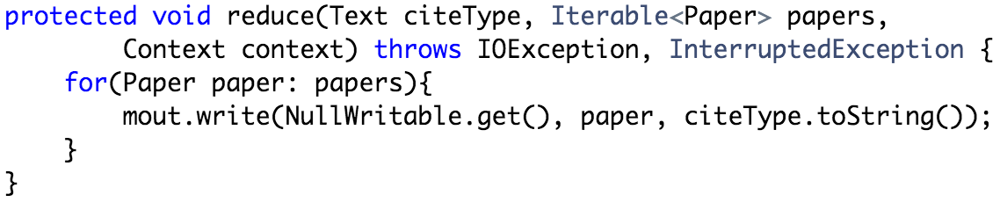 protected void reduce(Text citeType, Iterable<Paper> papers,
        Context context) throws IOException, InterruptedException {
    for(Paper paper: papers){
        mout.write(NullWritable.get(), paper, citeType.toString());
    }
}